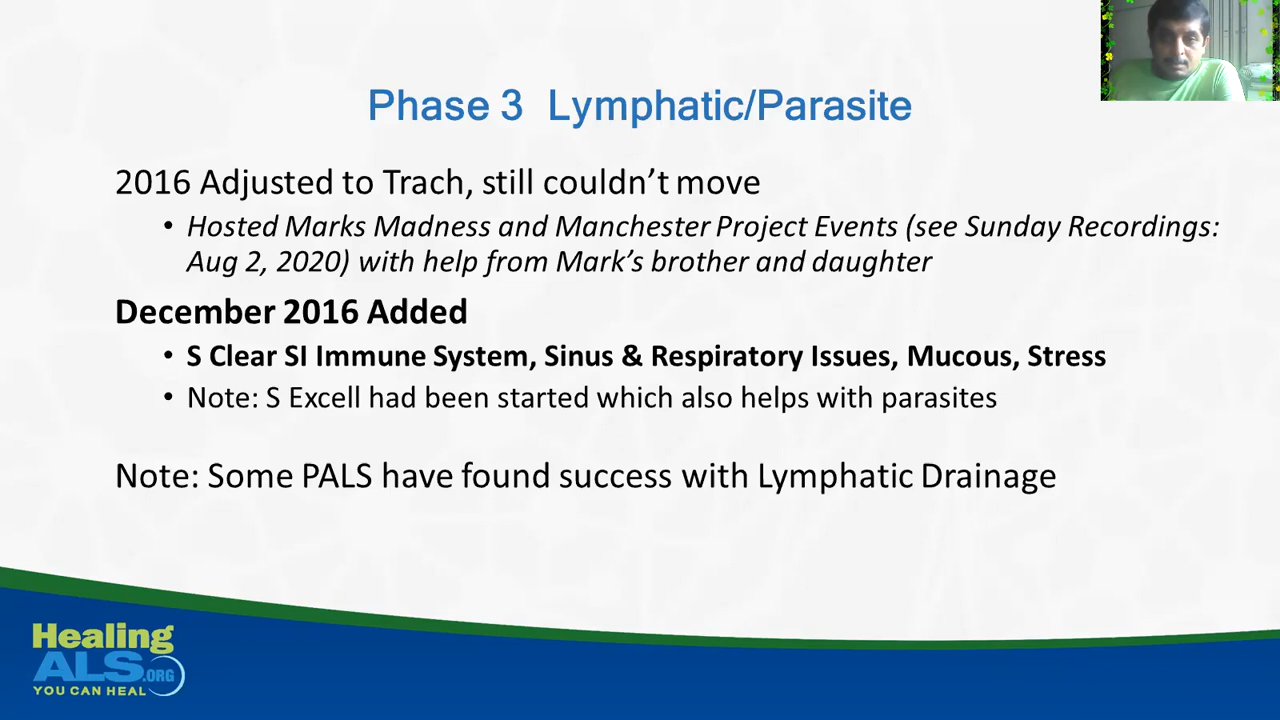 Phase 3 Lymphatic/Parasite
2016 Adjusted to Trach, still couldn't move
• Hosted Marks Madness and Manchester Project Events (see Sunday Recordings:
Aug 2, 2020) with help from Mark's brother and daughter
December 2016 Added
• S Clear SI Immune System, Sinus & Respiratory Issues, Mucous, Stress
• Note: S Excell had been started which also helps with parasites
Note: Some PALS have found success with Lymphatic Drainage
Healing
ALS.ORG
YOU CAN HEAL